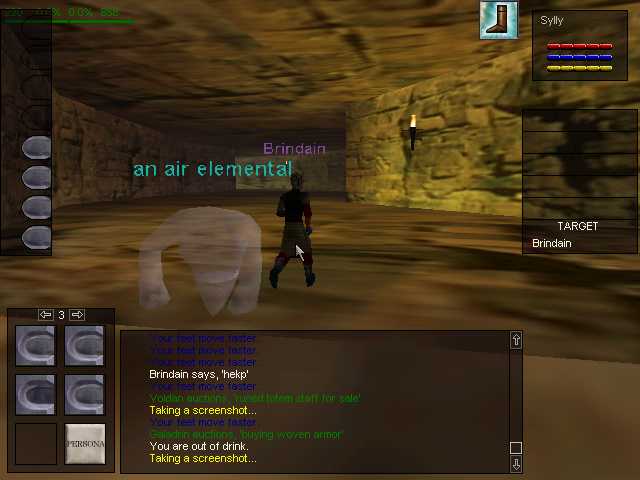 Sylly
Brindain
an air elemental
TARGET
Brindain
3
PERSONA
Your feet move faster.
Your feet move faster.
Your feet move faster.
Brindain says, 'hekp'
Your feet move faster.
Voldan auctions, 'runed totem staff for sale'
Taking a screenshot...
Your feet move faster.
Galadrin auctions, 'buying woven armor'
You are out of drink.
Taking a screenshot...